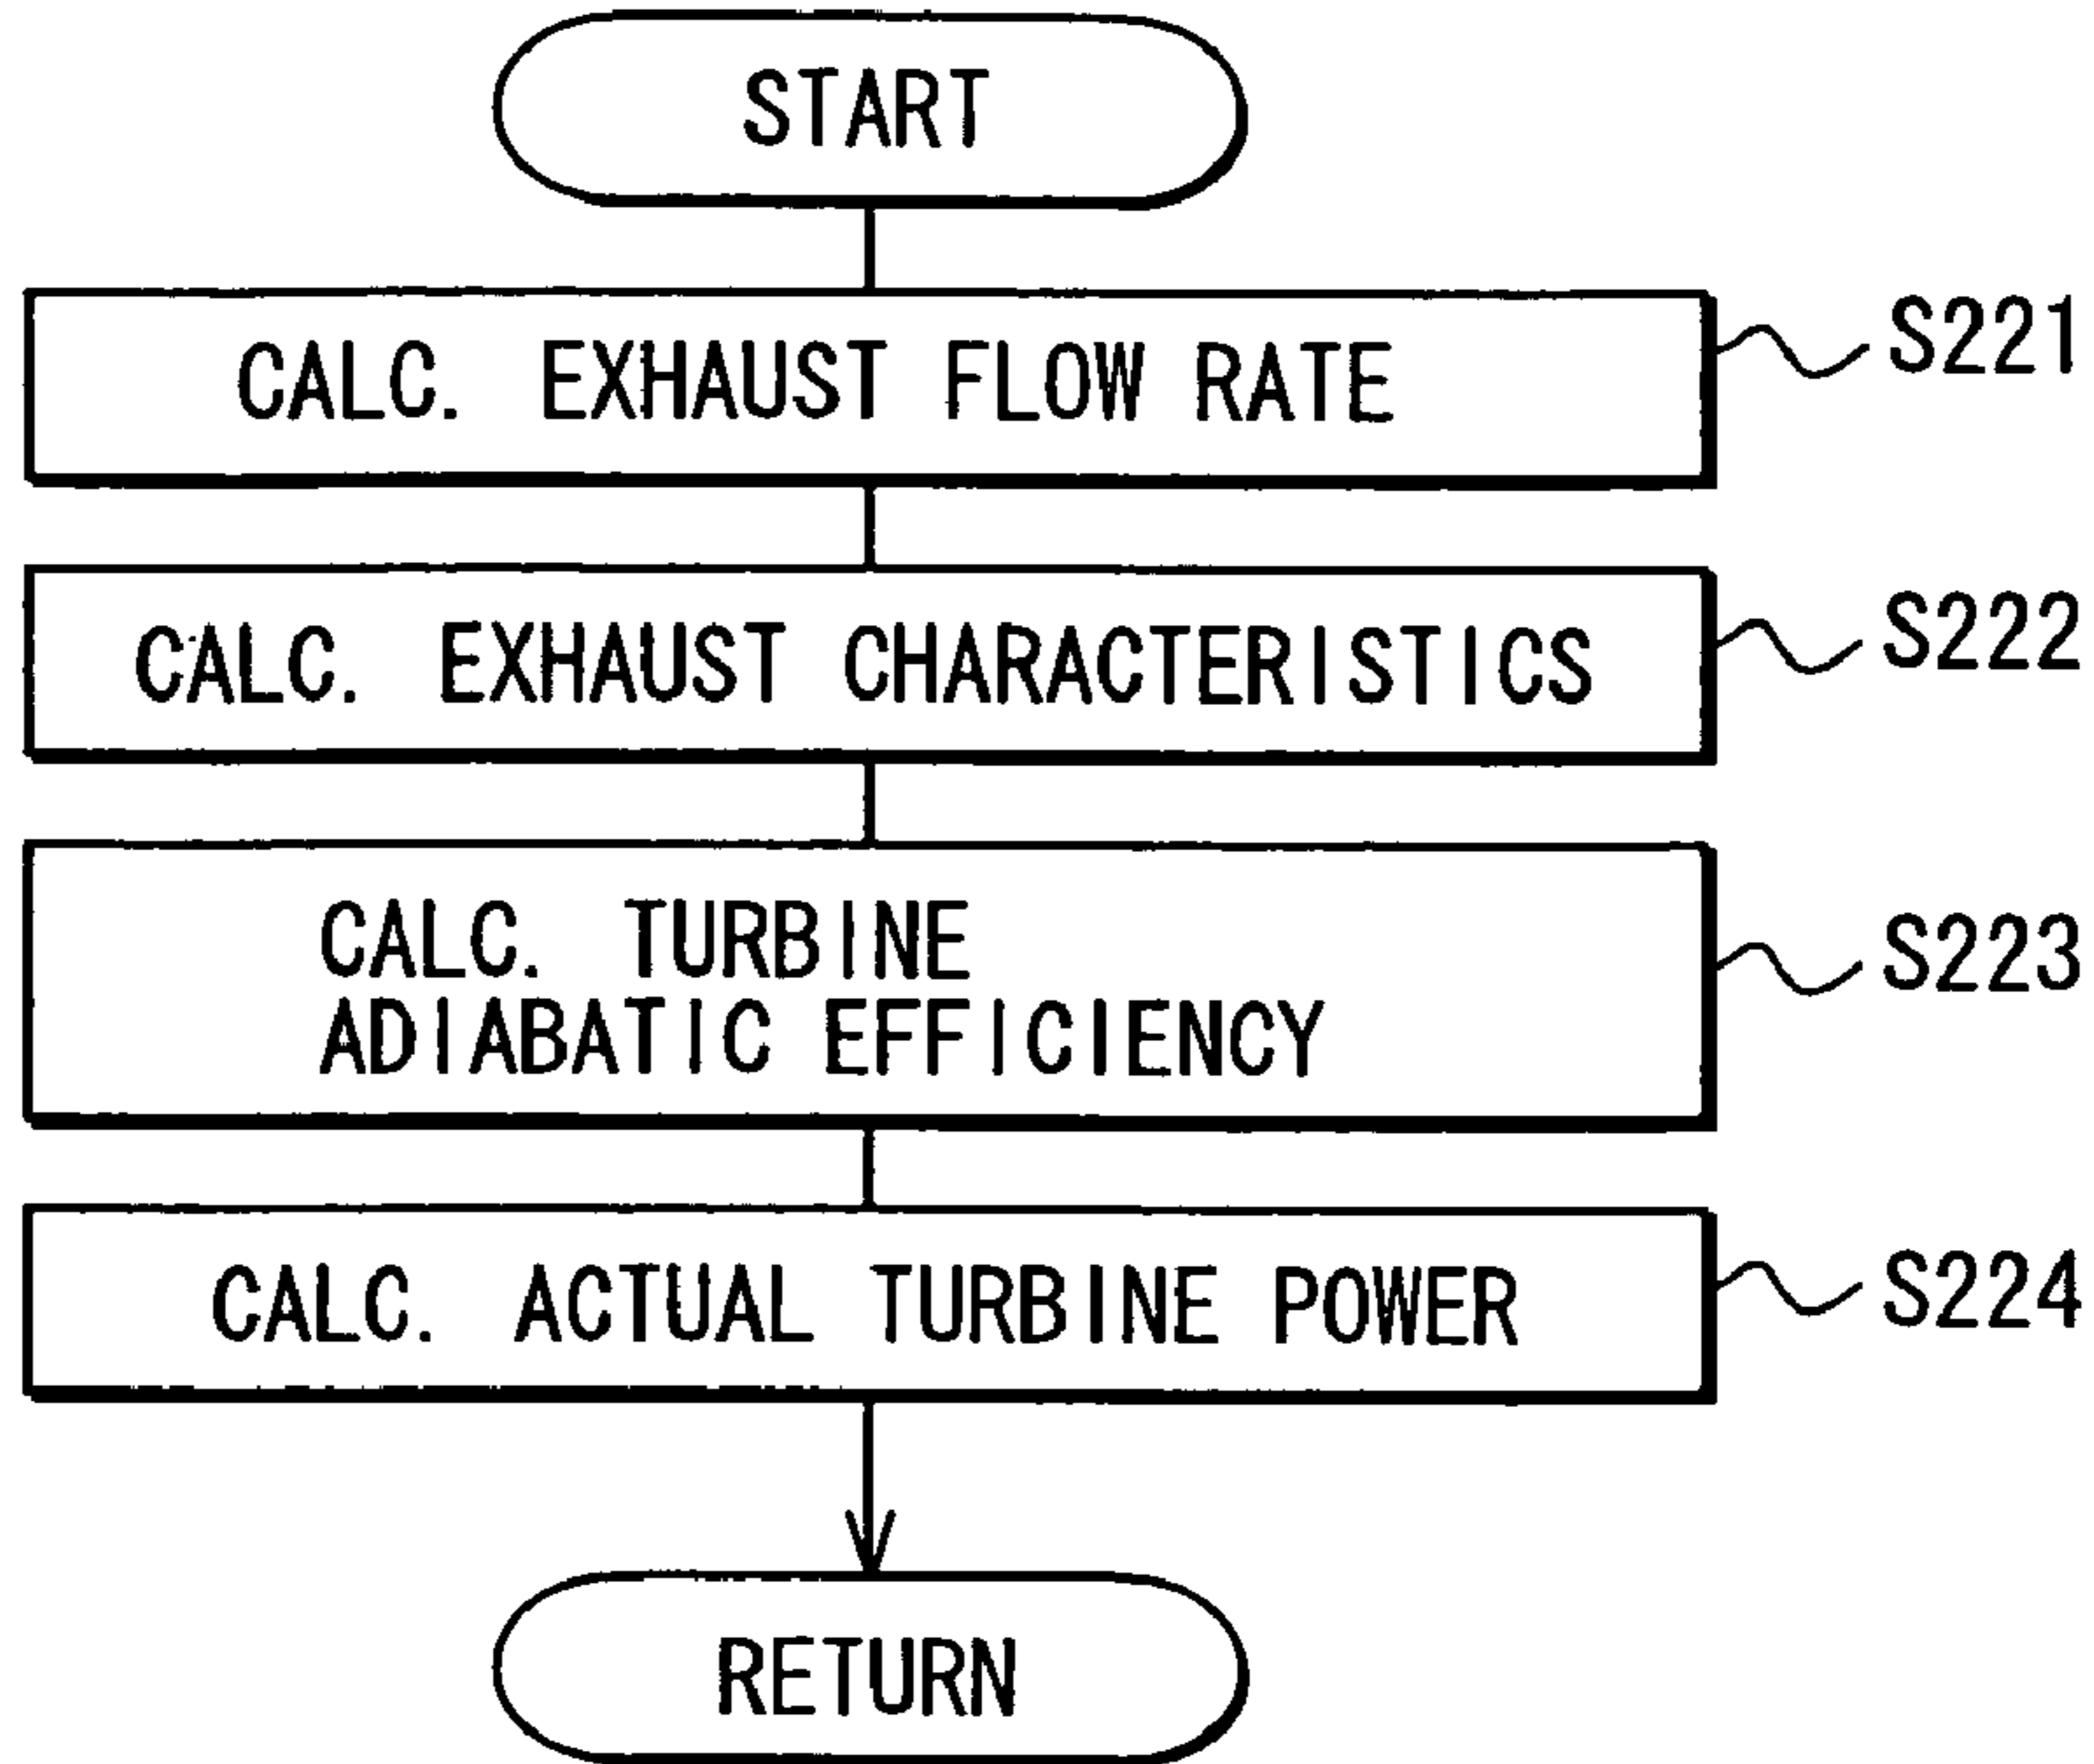 START
CALC. EXHAUST FLOW RATE
S221
CALC. EXHAUST CHARACTERISTICS
S222
CALC. TURBINE
ADIABATIC EFFICIENCY
S223
CALC. ACTUAL TURBINE POWER
S224
RETURN